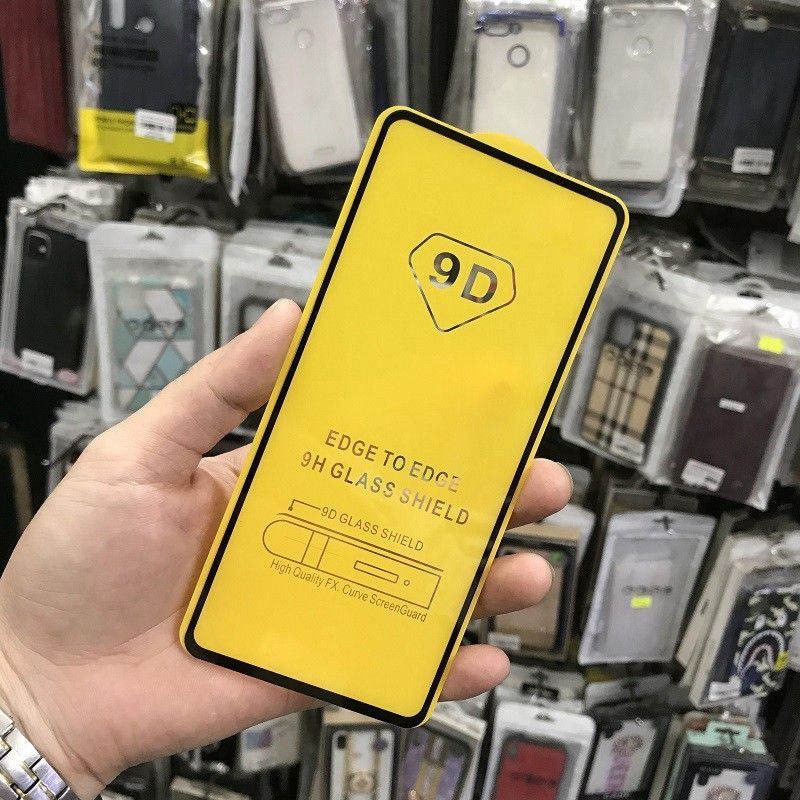 9D
EDGE TO EDGE
9H GLASS SHIELD
9D GLASS SHIELD
High Quality FX. Curve ScreenGuard